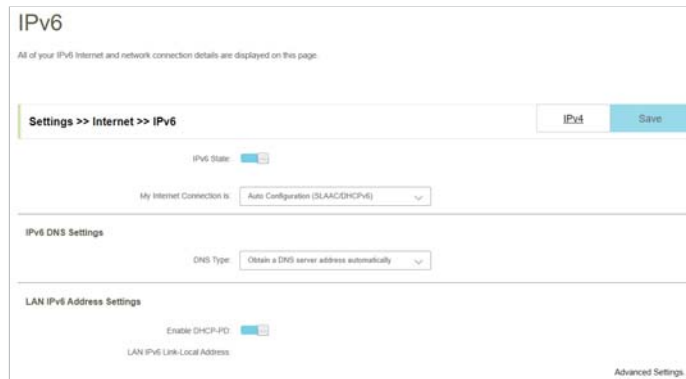 IPv6
All of your IPv6 Internet and network connection details are displayed on this page.
Settings >> Internet >> IPv6
IPv4
Save
IPv6 State:
My Internet Connection is: Auto Configuration (SLAAC/DHCPv6)
IPv6 DNS Settings
DNS Type: Obtain a DNS server address automatically
LAN IPv6 Address Settings
Enable DHCP-PD:
LAN IPv6 Link-Local Address
Advanced Settings.